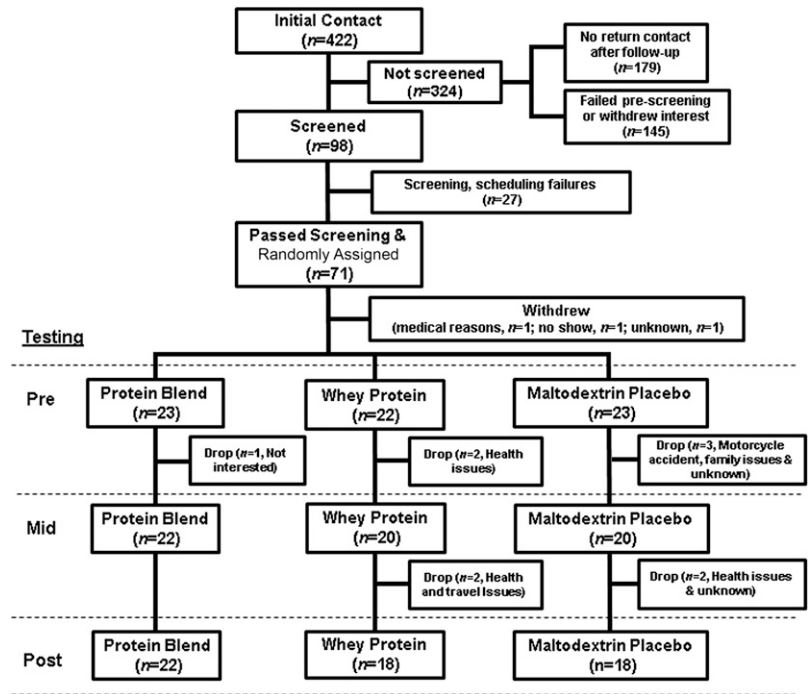 Initial Contact
(n=422)
No return contact
after follow-up
(n=179)
Not screened
(n=324)
Failed pre-screening
or withdrew interest
(n=145)
Screened
(n=98)
Screening, scheduling failures
(n=27)
Passed Screening &
Randomly Assigned
(n=71)
Withdrew
(medical reasons, n=1; no show, n=1; unknown, n=1)
Testing
Pre
Protein Blend
(n=23)
Whey Protein
(n=22)
Maltodextrin Placebo
(n=23)
Drop (n=1, Not
interested)
Drop (n=2, Health
issues)
Drop (n=3, Motorcycle
accident, family issues &
unknown)
Mid
Protein Blend
(n=22)
Whey Protein
(n=20)
Maltodextrin Placebo
(n=20)
Drop (n=2, Health
and travel Issues)
Drop (n=2, Health issues
& unknown)
Post
Protein Blend
(n=22)
Whey Protein
(n=18)
Maltodextrin Placebo
(n=18)